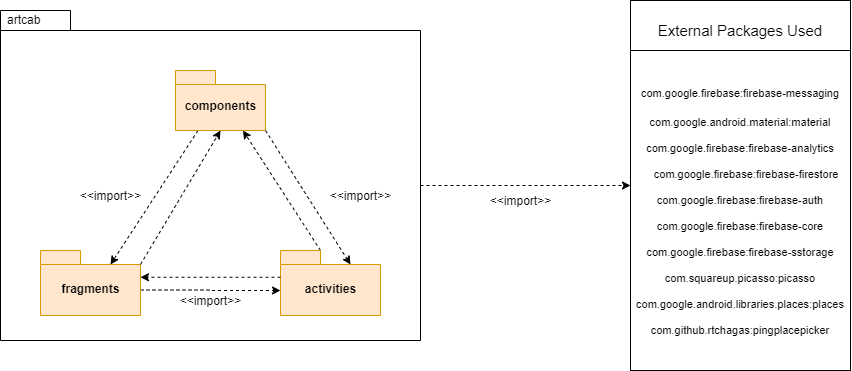 artcab
External Packages Used
components
com.google.firebase:firebase-messaging
com.google.android.material:material
com.google.firebase:firebase-analytics
com.google.firebase:firebase-firestore
<<import>>
<<import>>
<<import>>
com.google.firebase:firebase-auth
com.google.firebase:firebase-core
com.google.firebase:firebase-sstorage
com.squareup.picasso:picasso
fragments
activities
<<import>>
com.google.android.libraries.places:places
com.github.rtchagas:pingplacepicker